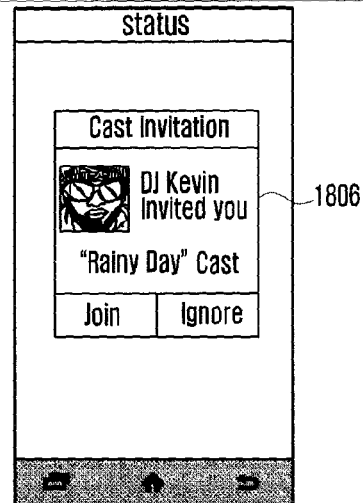 status
Cast Invitation
DJ Kevin
Invited you
1806
"Rainy Day" Cast
Join
Ignore